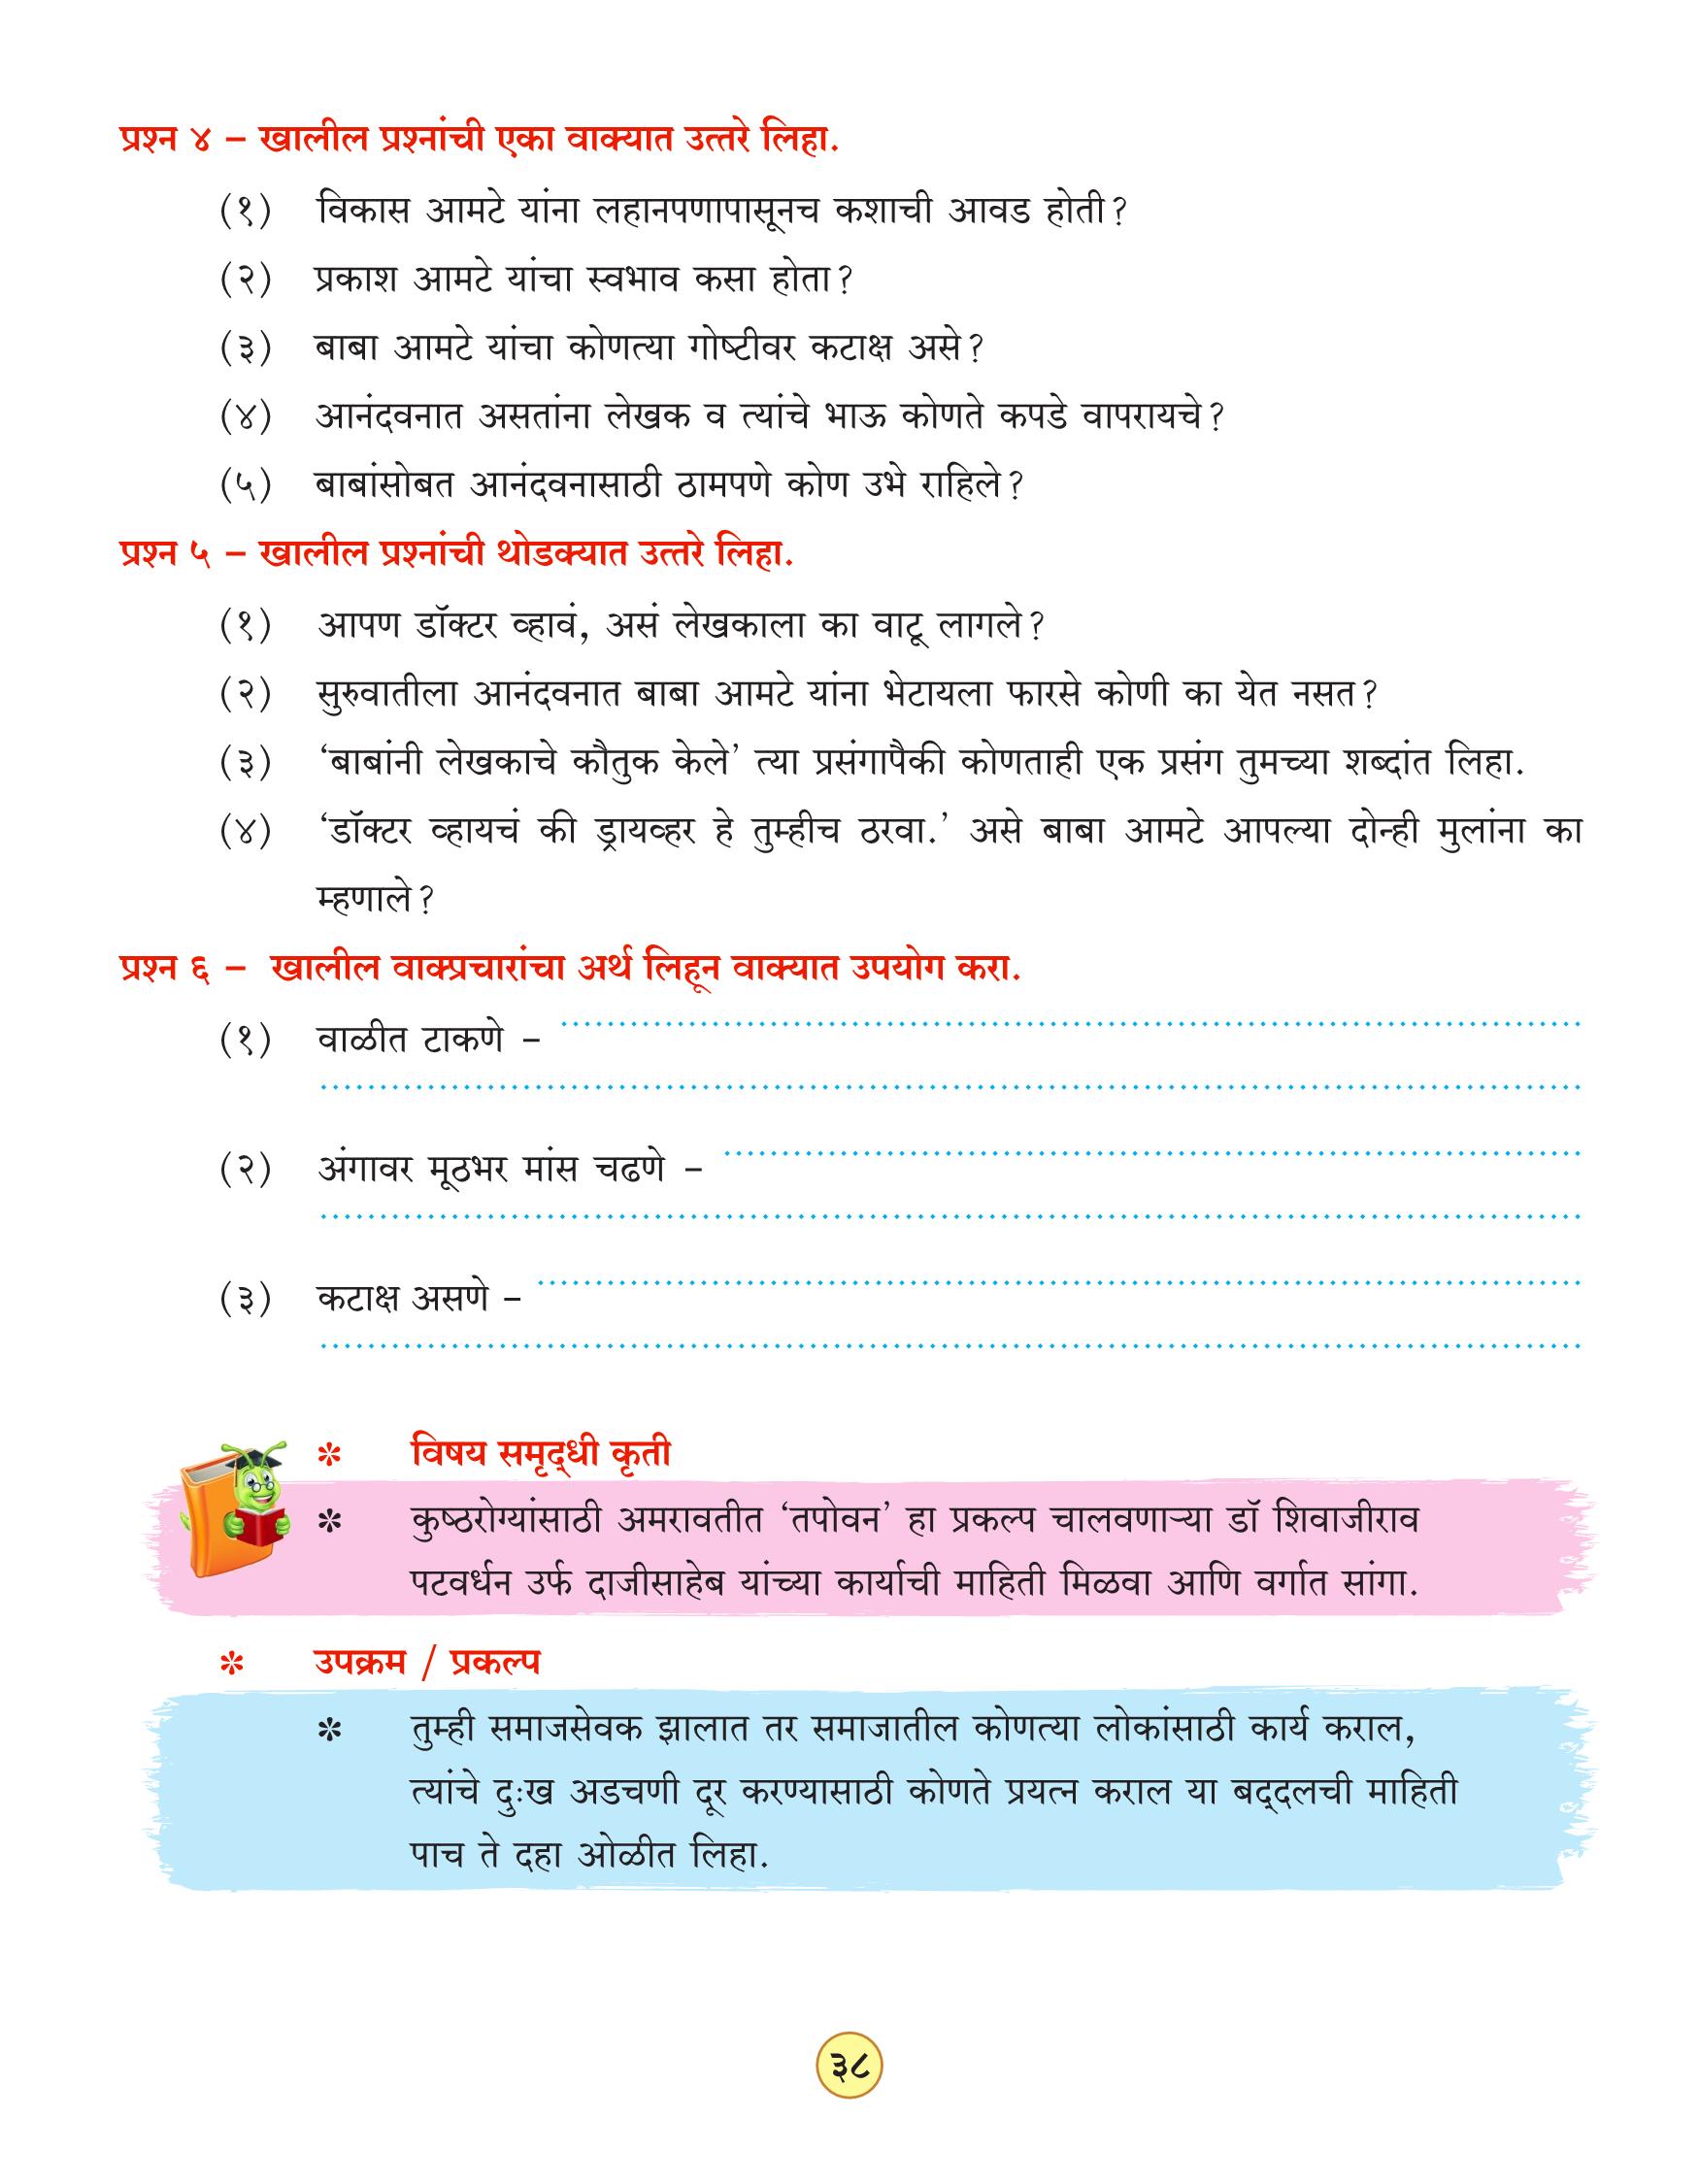 प्रश्न ४ – खालील प्रश्नांची एका वाक्यात उत्तरे लिहा.
(१) विकास आमटे यांना लहानपणापासूनच कशाची आवड होती?
(२) प्रकाश आमटे यांचा स्वभाव कसा होता?
(३) बाबा आमटे यांचा कोणत्या गोष्टीवर कटाक्ष असे?
(४) आनंदवनात असतांना लेखक व त्यांचे भाऊ कोणते कपडे वापरायचे?
(५) बाबांसोबत आनंदवनासाठी ठामपणे कोण उभे राहिले?
प्रश्न ५ – खालील प्रश्नांची थोडक्यात उत्तरे लिहा.
(१) आपण डॉक्टर व्हावं, असं लेखकाला का वाटू लागले?
(२) सुरुवातीला आनंदवनात बाबा आमटे यांना भेटायला फारसे कोणी का येत नसत?
(३) ‘बाबांनी लेखकाचे कौतुक केले’ त्या प्रसंगापैकी कोणताही एक प्रसंग तुमच्या शब्दांत लिहा.
(४) ‘डॉक्टर व्हायचं की ड्रायव्हर हे तुम्हीच ठरवा.’ असे बाबा आमटे आपल्या दोन्ही मुलांना का
म्हणाले?
प्रश्न ६ – खालील वाक्प्रचारांचा अर्थ लिहून वाक्यात उपयोग करा.
(१) वाळीत टाकणे –
(२) अंगावर मूठभर मांस चढणे –
(३) कटाक्ष असणे –
* विषय समृद्‌धी कृती
* कुष्ठरोग्यांसाठी अमरावतीत ‘तपोवन’ हा प्रकल्प चालवणाऱ्या डॉ शिवाजीराव
पटवर्धन उर्फ दाजीसाहेब यांच्या कार्याची माहिती मिळवा आणि वर्गात सांगा.
* उपक्रम / प्रकल्प
* तुम्ही समाजसेवक झालात तर समाजातील कोणत्या लोकांसाठी कार्य कराल,
त्यांचे दुःख अडचणी दूर करण्यासाठी कोणते प्रयत्न कराल या बद्‌दलची माहिती
पाच ते दहा ओळीत लिहा.
३८